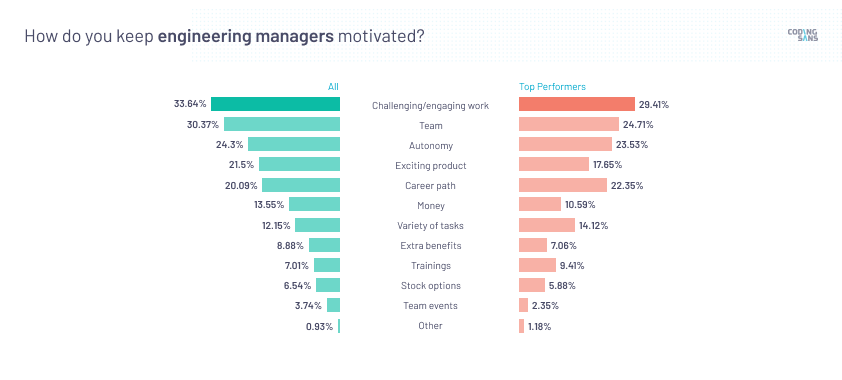 How do you keep engineering managers motivated?
CODING
SANS
All Top Performers
33.64% Challenging/engaging work 29.41%
30.37% Team 24.71%
24.3% Autonomy 23.53%
21.5% Exciting product 17.65%
20.09% Career path 22.35%
13.55% Money 10.59%
12.15% Variety of tasks 14.12%
8.88% Extra benefits 7.06%
7.01% Trainings 9.41%
6.54% Stock options 5.88%
3.74% Team events 2.35%
0.93% Other 1.18%